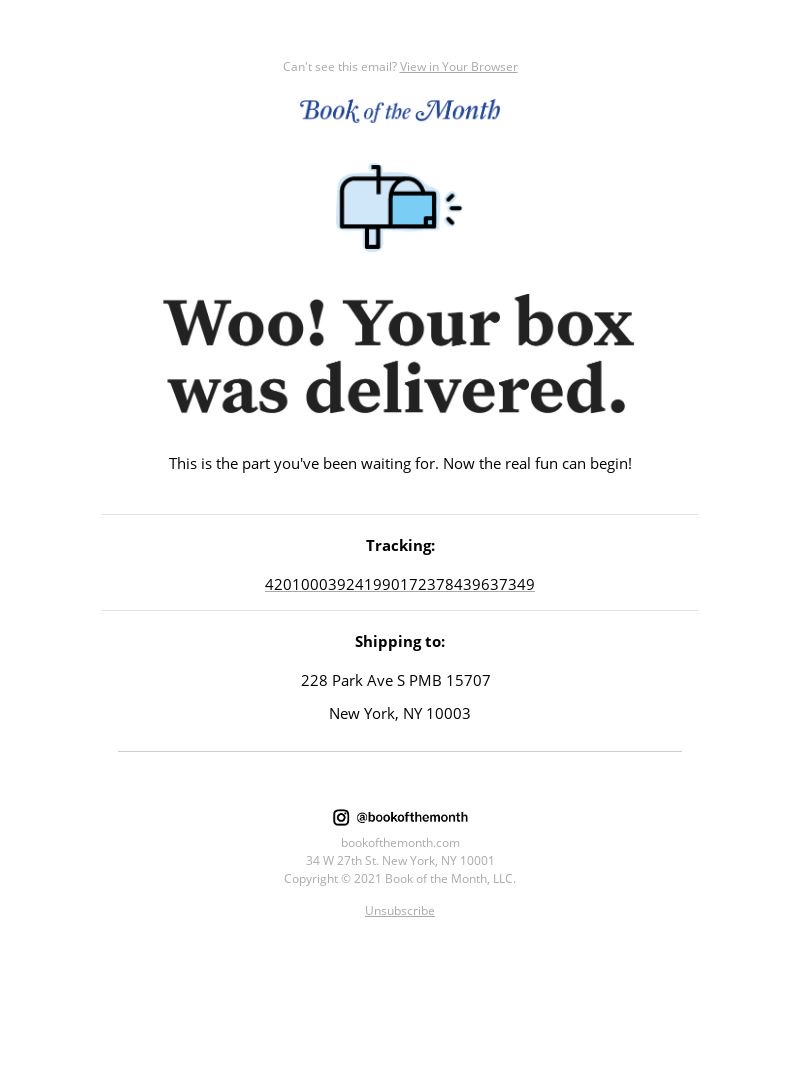 Can't see this email? View in Your Browser
Book of the Month
Woo! Your box
was delivered.
This is the part you've been waiting for. Now the real fun can begin!
Tracking:
420100039241990172378439637349
Shipping to:
228 Park Ave S PMB 15707
New York, NY 10003
@bookofthemonth
bookofthemonth.com
34 W 27th St. New York, NY 10001
Copyright © 2021 Book of the Month, LLC.
Unsubscribe